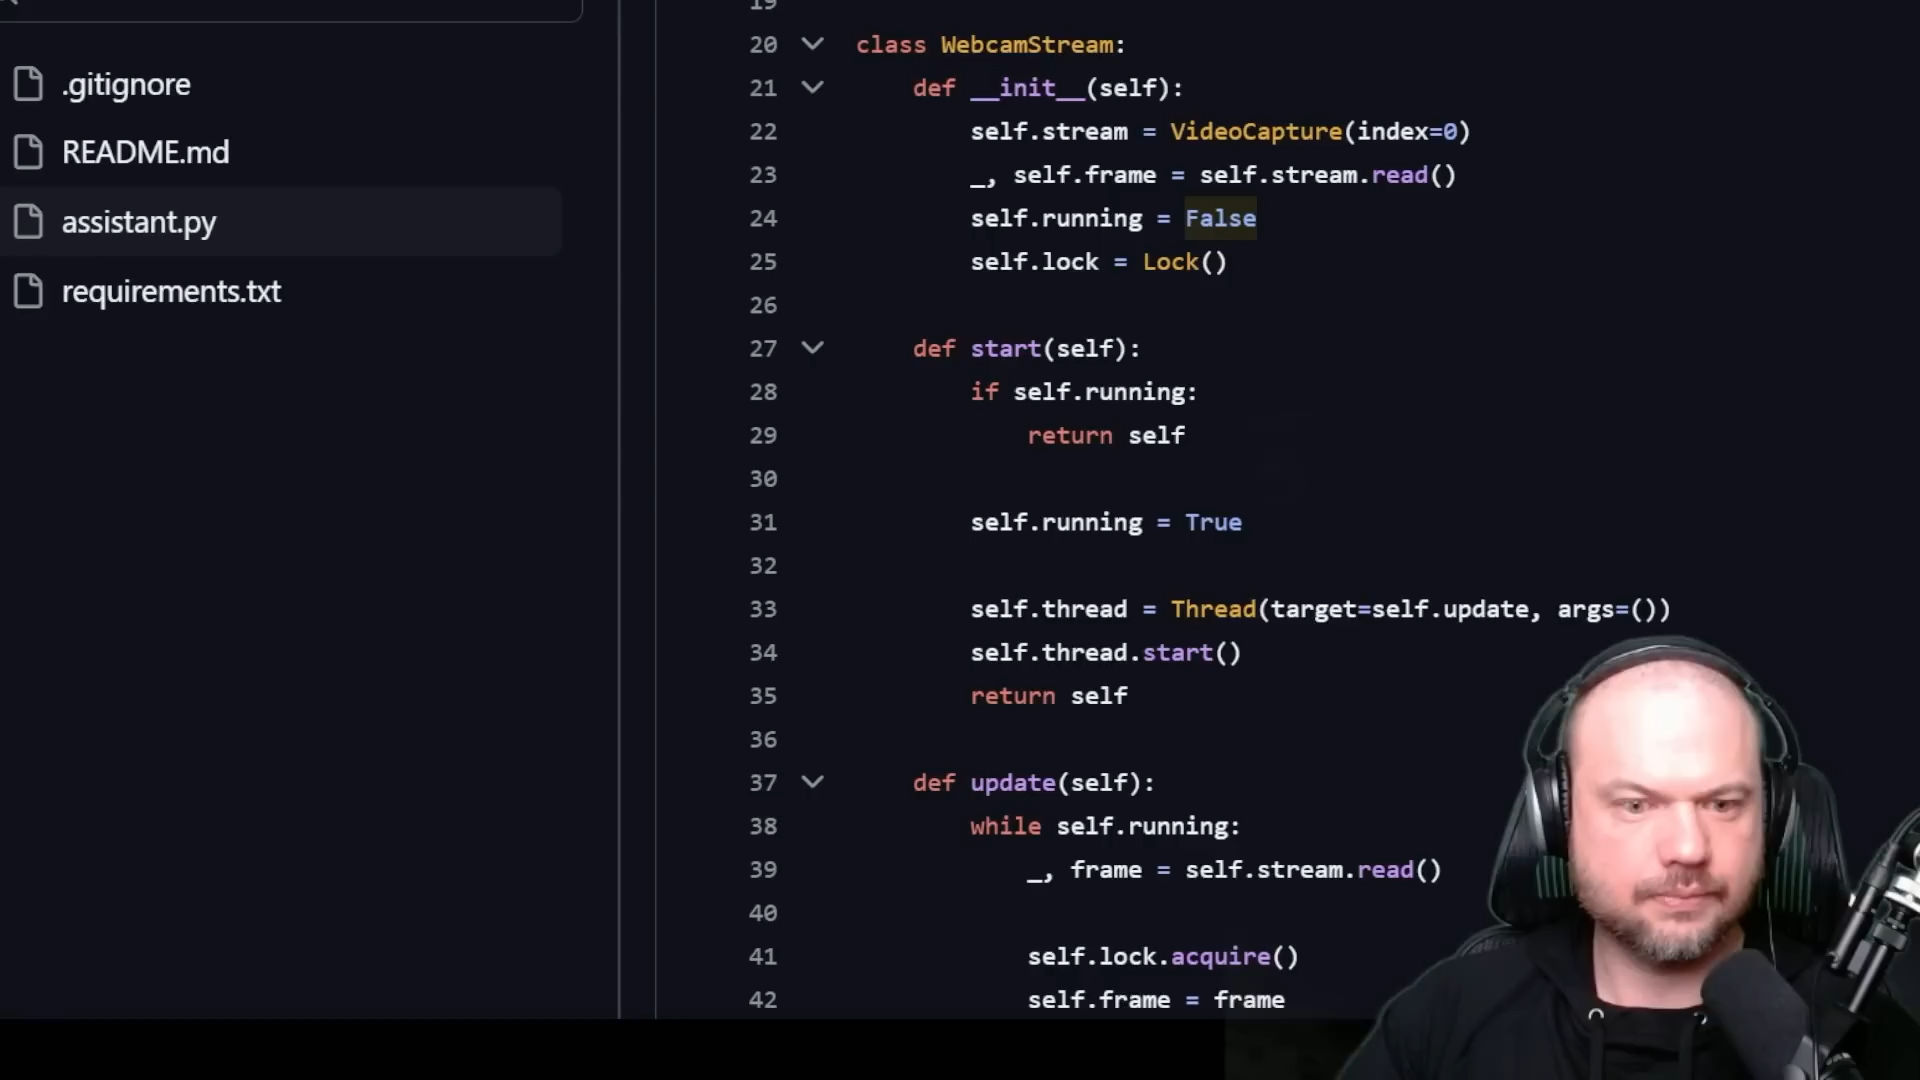 .gitignore
README.md
assistant.py
requirements.txt
19
20 class WebcamStream:
21 def __init__(self):
22 self.stream = VideoCapture(index=0)
23 _, self.frame = self.stream.read()
24 self.running = False
25 self.lock = Lock()
26
27 def start(self):
28 if self.running:
29 return self
30
31 self.running = True
32
33 self.thread = Thread(target=self.update, args=())
34 self.thread.start()
35 return self
36
37 def update(self):
38 while self.running:
39 _, frame = self.stream.read()
40
41 self.lock.acquire()
42 self.frame = frame